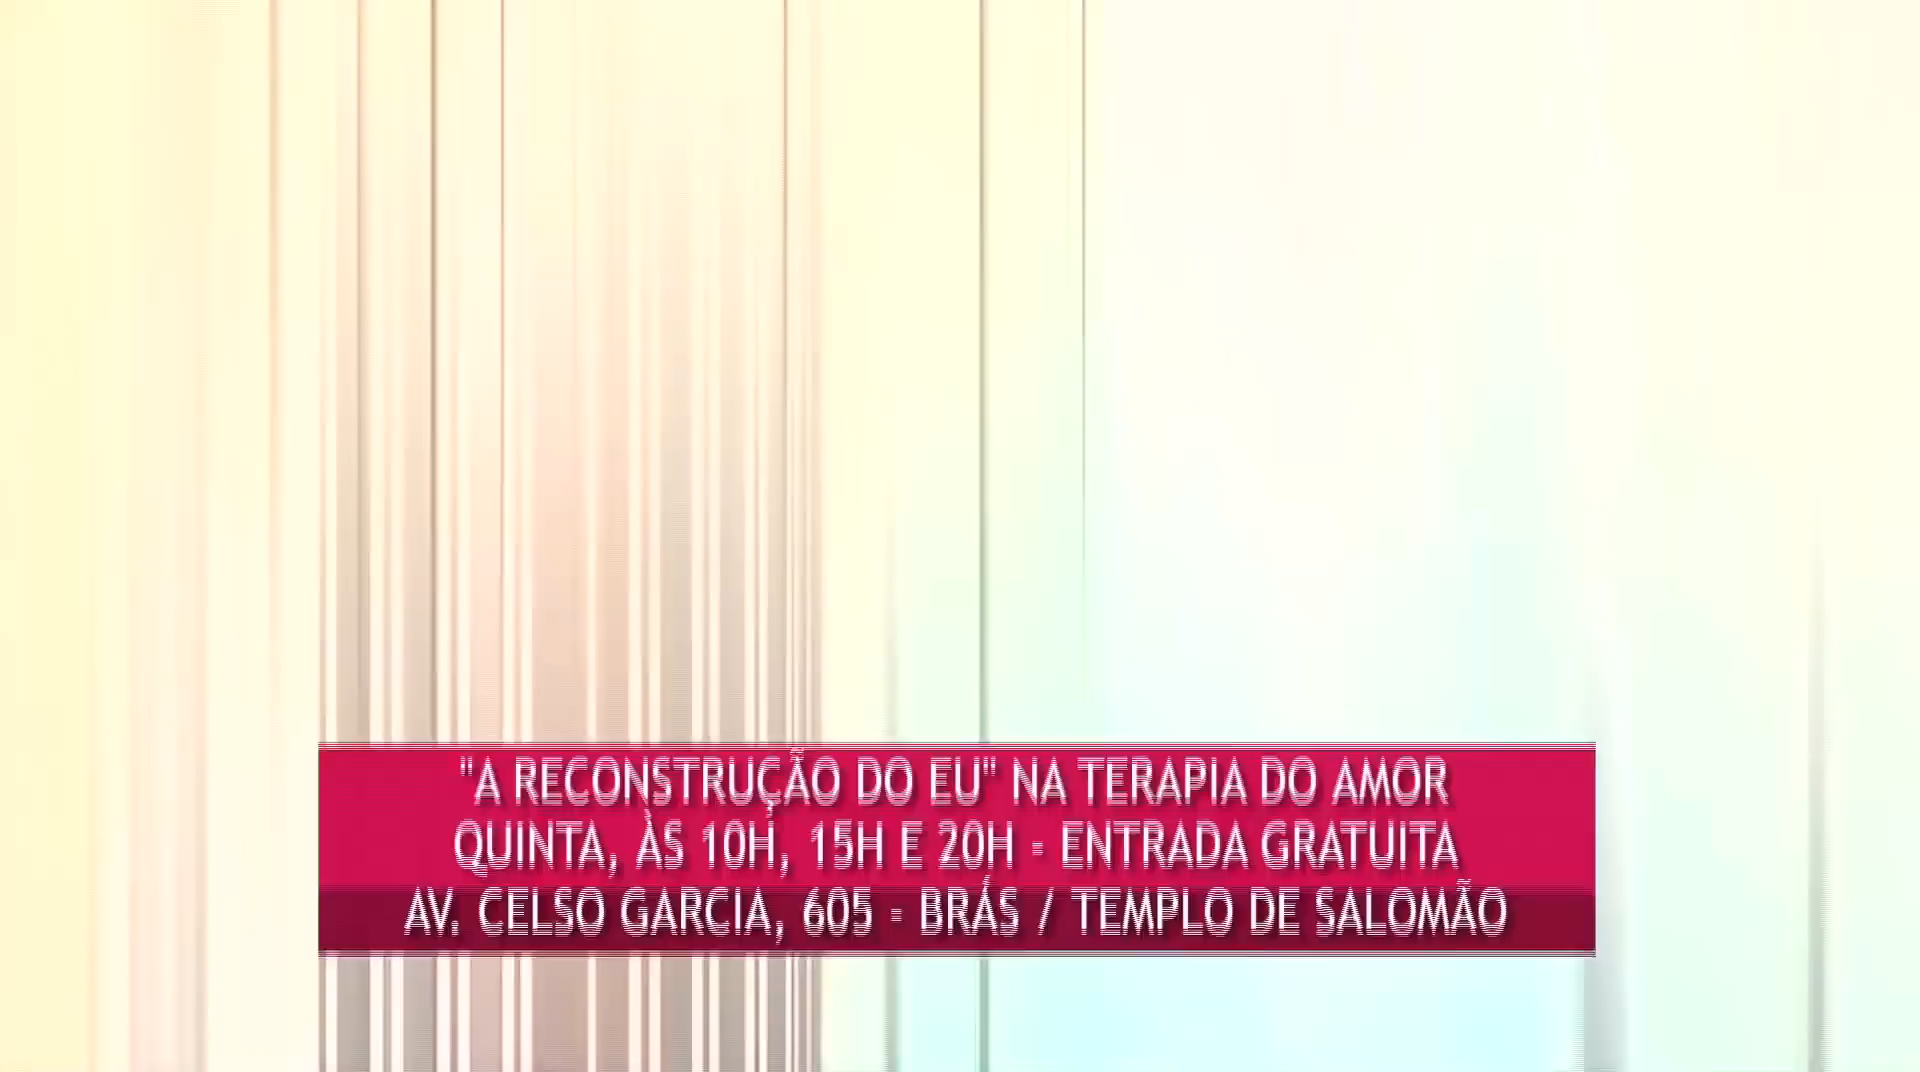 "A RECONSTRUÇÃO DO EU" NA TERAPIA DO AMOR
QUINTA, ÀS 10H, 15H E 20H - ENTRADA GRATUITA
AV. CELSO GARCIA, 605 - BRÁS / TEMPLO DE SALOMÃO